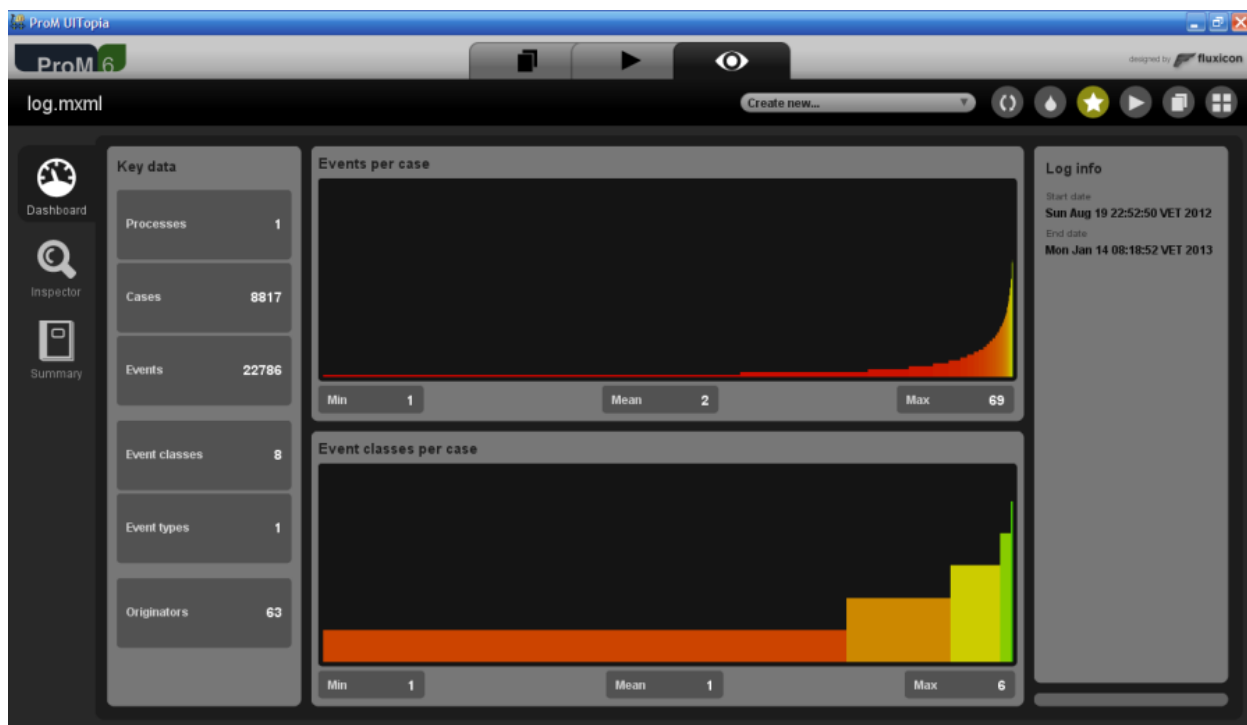 ProM UITopia
ProM 6
designed by fluxicon
log.mxml
Create new...
Dashboard
Inspector
Summary
Key data
Processes 1
Cases 8817
Events 22786
Event classes 8
Event types 1
Originators 63
Events per case
Min 1 Mean 2 Max 69
Event classes per case
Min 1 Mean 1 Max 6
Log info
Start date
Sun Aug 19 22:52:50 VET 2012
End date
Mon Jan 14 08:18:52 VET 2013